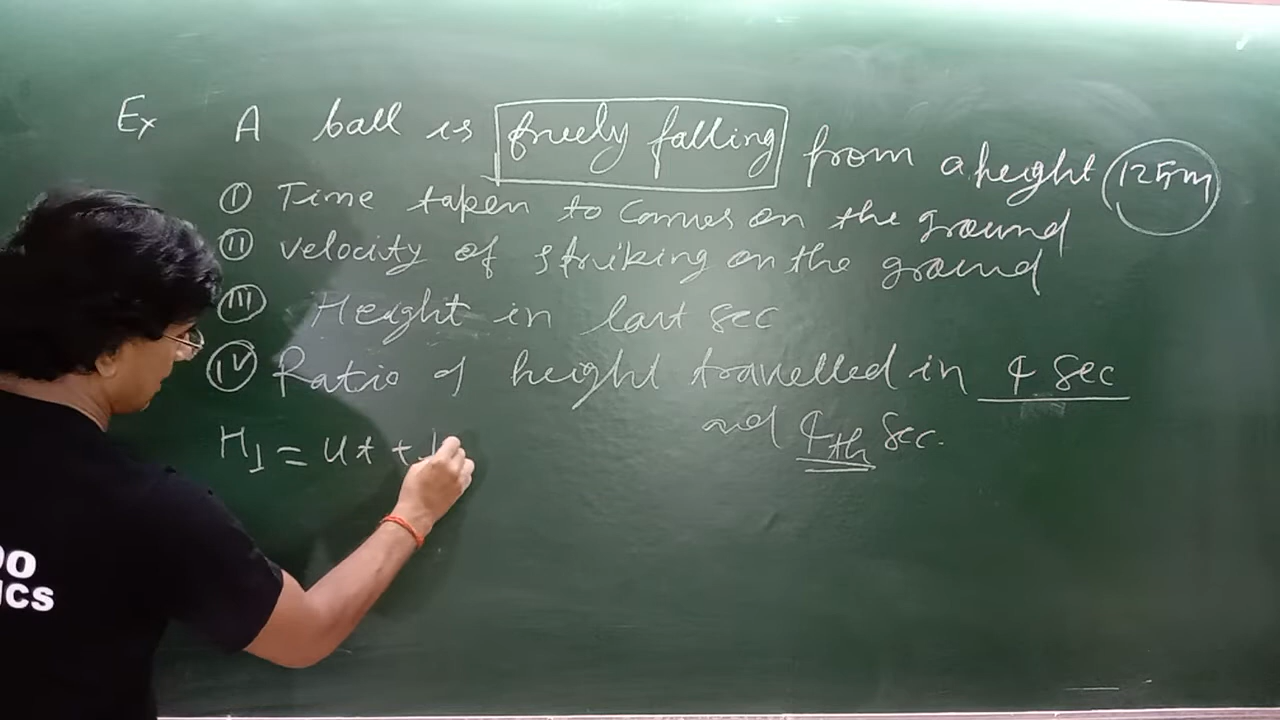 Ex A ball is freely falling from a height 125m
(I) Time taken to comes on the ground
(II) velocity of striking on the ground
(III) Height in last sec
(IV) Ratio of height travelled in 4 sec
and 4th sec.
H1 = ut +
OO
ICS